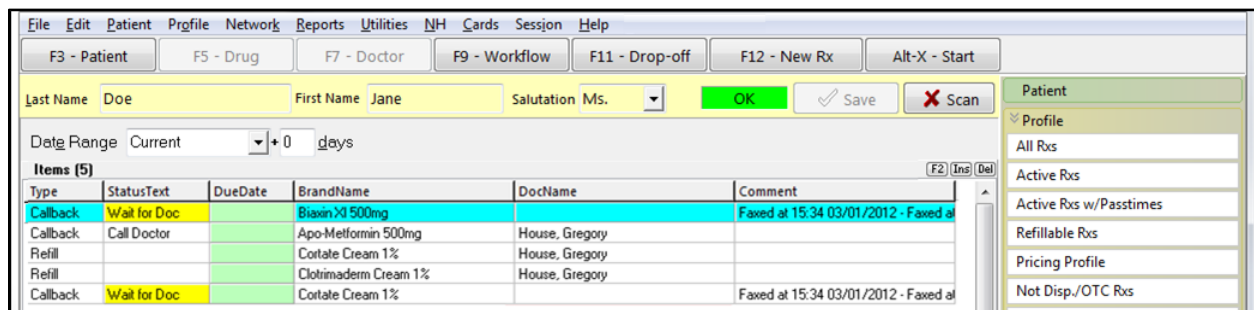 File Edit Patient Profile Network Reports Utilities NH Cards Session Help
F3 - Patient F5 - Drug F7 - Doctor F9 - Workflow F11 - Drop-off F12 - New Rx Alt-X - Start
Last Name Doe First Name Jane Salutation Ms. OK Save Scan
Patient
Profile
Date Range Current + 0 days
All Rxs
Items (5) F2 Ins Del
Active Rxs
Type StatusText DueDate BrandName DocName Comment
Callback Wait for Doc Biaxin Xl 500mg Faxed at 15:34 03/01/2012 - Faxed at
Active Rxs w/Passtimes
Callback Call Doctor Apo-Metformin 500mg House, Gregory
Refillable Rxs
Refill Cortate Cream 1% House, Gregory
Refill Clotrimaderm Cream 1% House, Gregory
Pricing Profile
Callback Wait for Doc Cortate Cream 1% Faxed at 15:34 03/01/2012 - Faxed at
Not Disp./OTC Rxs